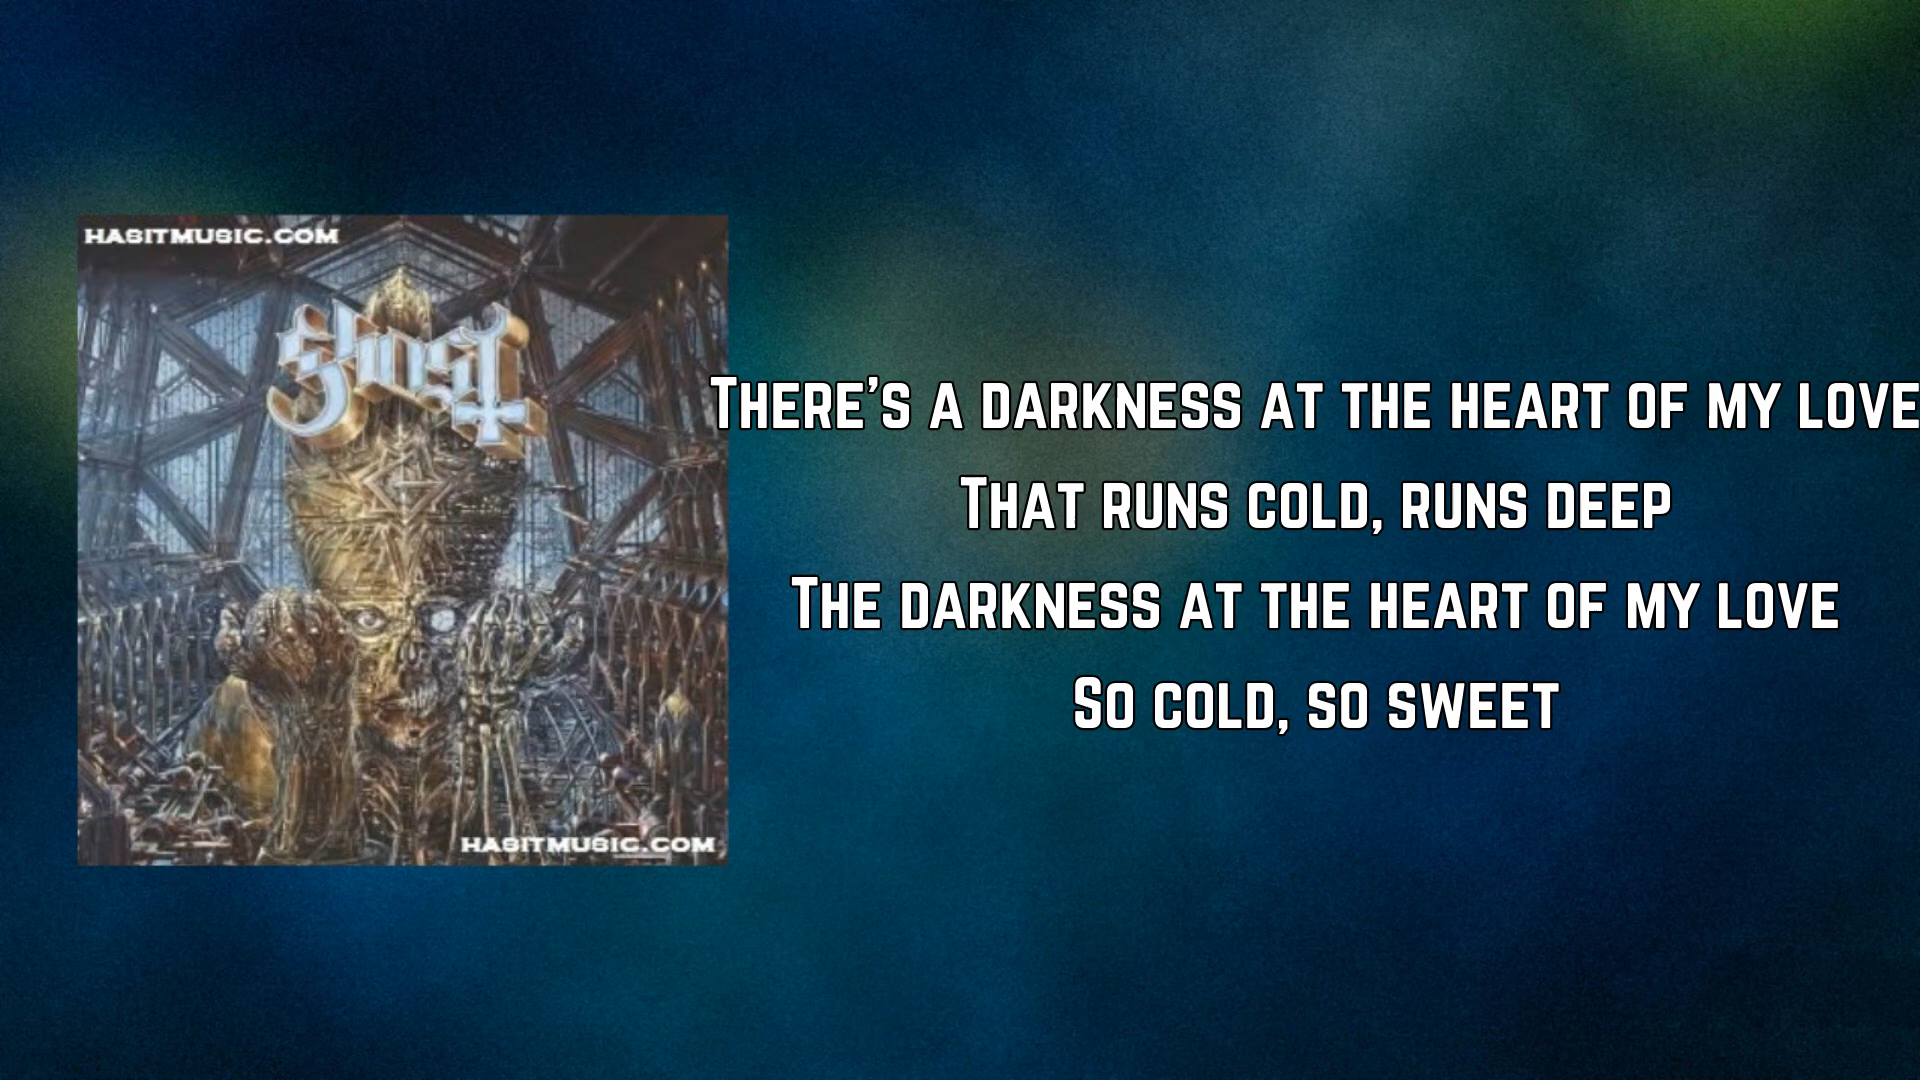 HASITMUSIC.COM
Ghost
There's a darkness at the heart of my love
That runs cold, runs deep
The darkness at the heart of my love
So cold, so sweet
HASITMUSIC.COM